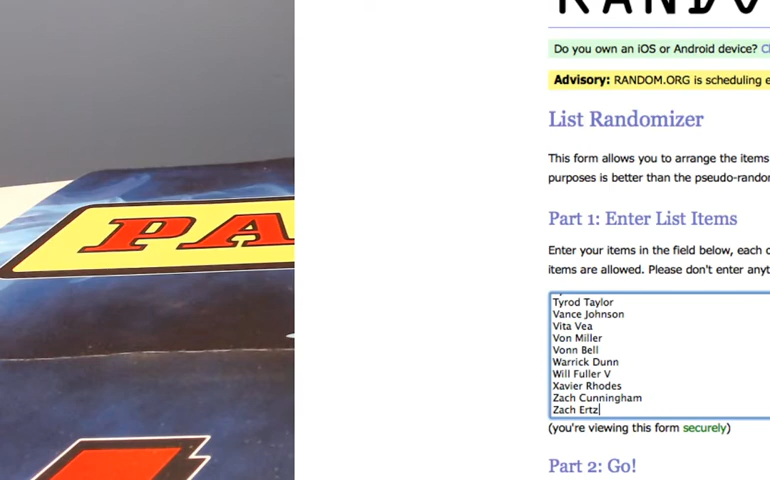 PA
Do you own an iOS or Android device?
Advisory: RANDOM.ORG is scheduling
List Randomizer
This form allows you to arrange the items
purposes is better than the
Part 1: Enter List Items
Enter your items in the field below, each
items are allowed. Please don't enter
Tyrod Taylor
Vance Johnson
Vita Vea
Von Miller
Vonn Bell
Warrick Dunn
Will Fuller V
Xavier Rhodes
Zach Cunningham
Zach Ertz
(you're viewing this form securely)
Part 2: Go!